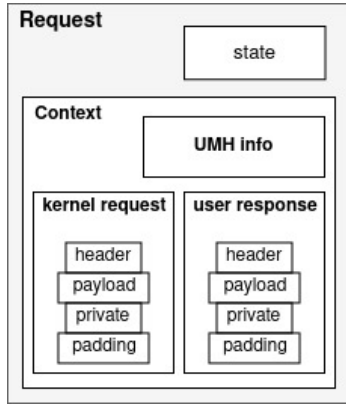 Request
state
Context
UMH info
kernel request
header
payload
private
padding
user response
header
payload
private
padding